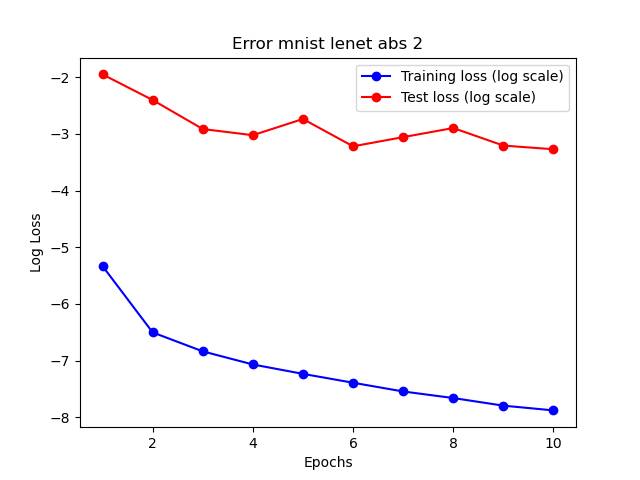 Error mnist lenet abs 2
Training loss (log scale)
Test loss (log scale)
Log Loss
−2
−3
−4
−5
−6
−7
−8
2
4
6
8
10
Epochs